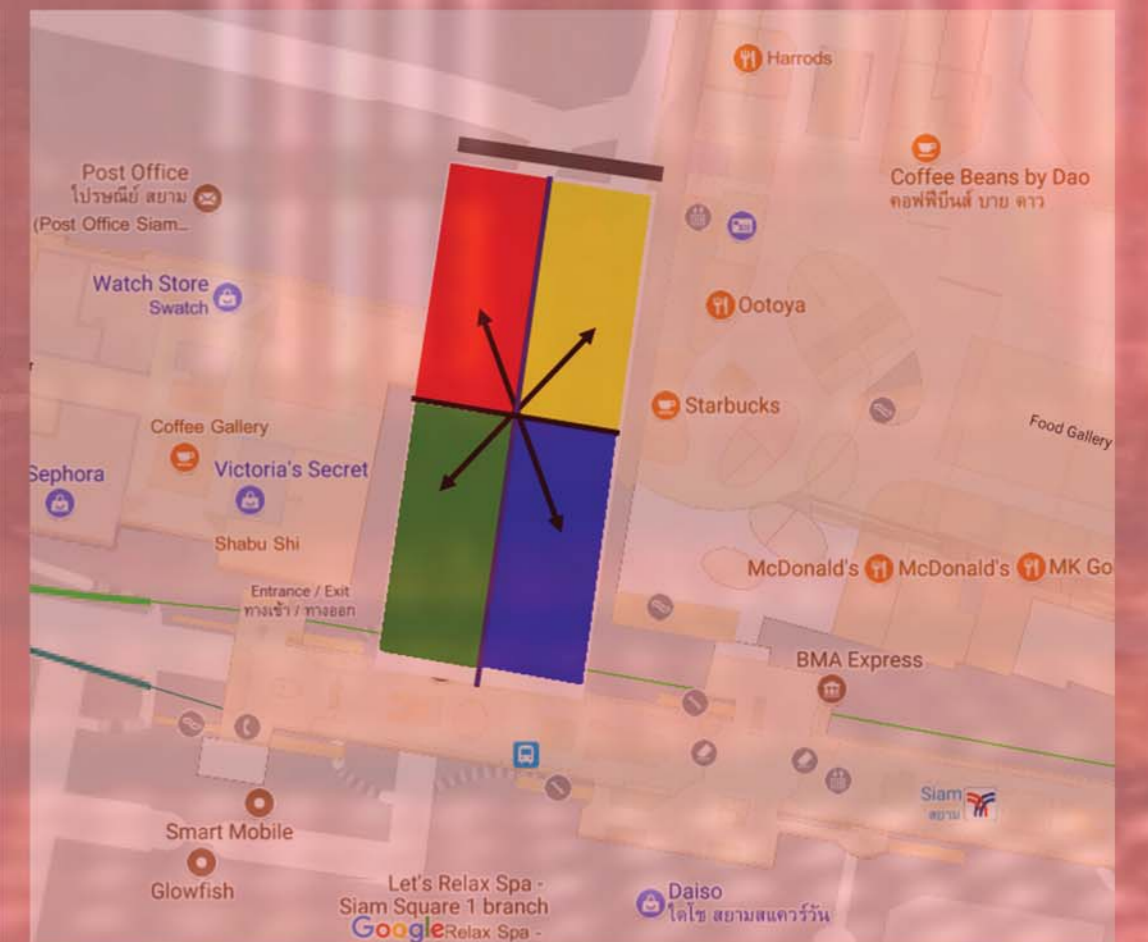 Harrods
Coffee Beans by Dao
คอฟฟีบีนส์ บาย ดาว
Post Office
ไปรษณีย์ สยาม
(Post Office Siam...
Watch Store
Swatch
Ootoya
Starbucks
Food Gallery
Coffee Gallery
Sephora
Victoria's Secret
Shabu Shi
McDonald's
McDonald's
MK Go
Entrance / Exit
ทางเข้า / ทางออก
BMA Express
Siam
สยาม
Smart Mobile
Glowfish
Let's Relax Spa -
Siam Square 1 branch
Google Relax Spa -
Daiso
ไดโซ สยามสแควร์วัน